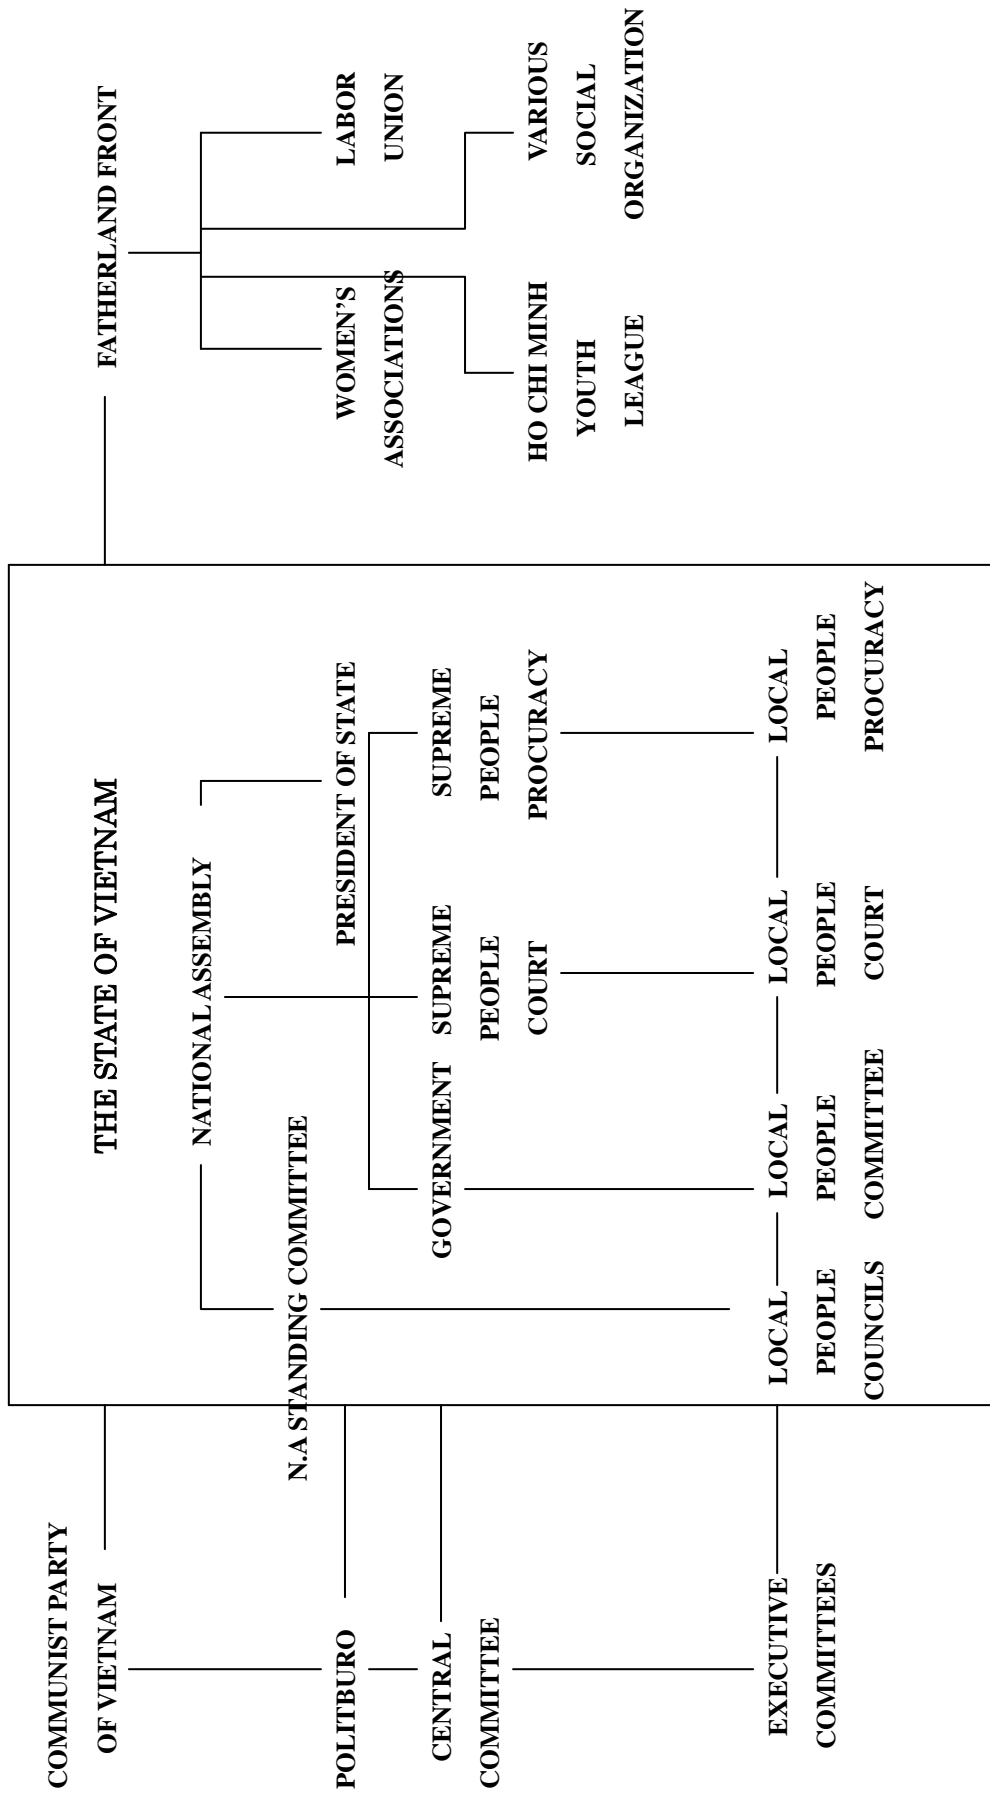 COMMUNIST PARTY
OF VIETNAM
POLITBURO
CENTRAL
COMMITTEE
EXECUTIVE
COMMITTEES
THE STATE OF VIETNAM
NATIONAL ASSEMBLY
N.A STANDING COMMITTEE
PRESIDENT OF STATE
GOVERNMENT
SUPREME
PEOPLE
COURT
SUPREME
PEOPLE
PROCURACY
LOCAL
PEOPLE
COUNCILS
LOCAL
PEOPLE
COMMITTEE
LOCAL
PEOPLE
COURT
LOCAL
PEOPLE
PROCURACY
FATHERLAND FRONT
WOMEN’S
ASSOCIATIONS
LABOR
UNION
HO CHI MINH
YOUTH
LEAGUE
VARIOUS
SOCIAL
ORGANIZATION